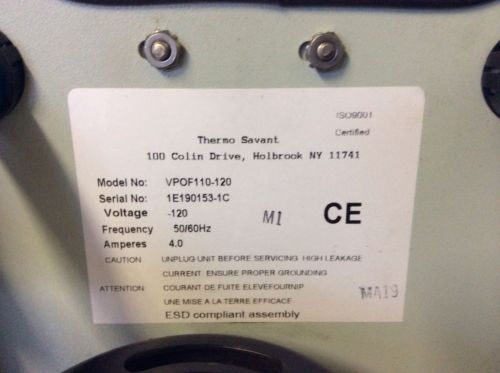 ISO9001
Certified
Thermo Savant
100 Colin Drive, Holbrook NY 11741
Model No: VPOF110-120
Serial No: 1E190153-1C
Voltage -120
Frequency 50/60Hz
Amperes 4.0
M1
CE
CAUTION UNPLUG UNIT BEFORE SERVICING HIGH LEAKAGE
CURRENT. ENSURE PROPER GROUNDING
ATTENTION: COURANT DE FUITE ELEVEFOURNIP
UNE MISE A LA TERRE EFFICACE
ESD compliant assembly
MA19